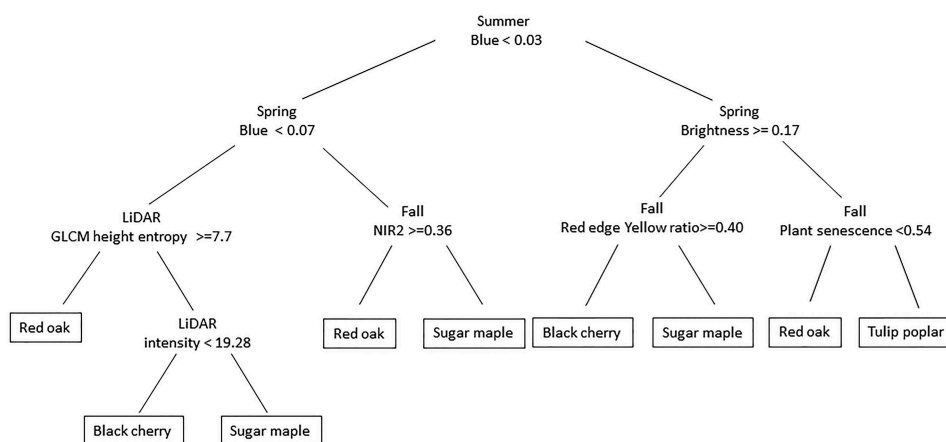 Summer
Blue < 0.03
Spring
Blue < 0.07
Spring
Brightness >= 0.17
LiDAR
GLCM height entropy >=7.7
Fall
NIR2 >=0.36
Fall
Red edge Yellow ratio>=0.40
Fall
Plant senescence <0.54
Red oak
LiDAR
intensity < 19.28
Red oak
Sugar maple
Black cherry
Sugar maple
Red oak
Tulip poplar
Black cherry
Sugar maple